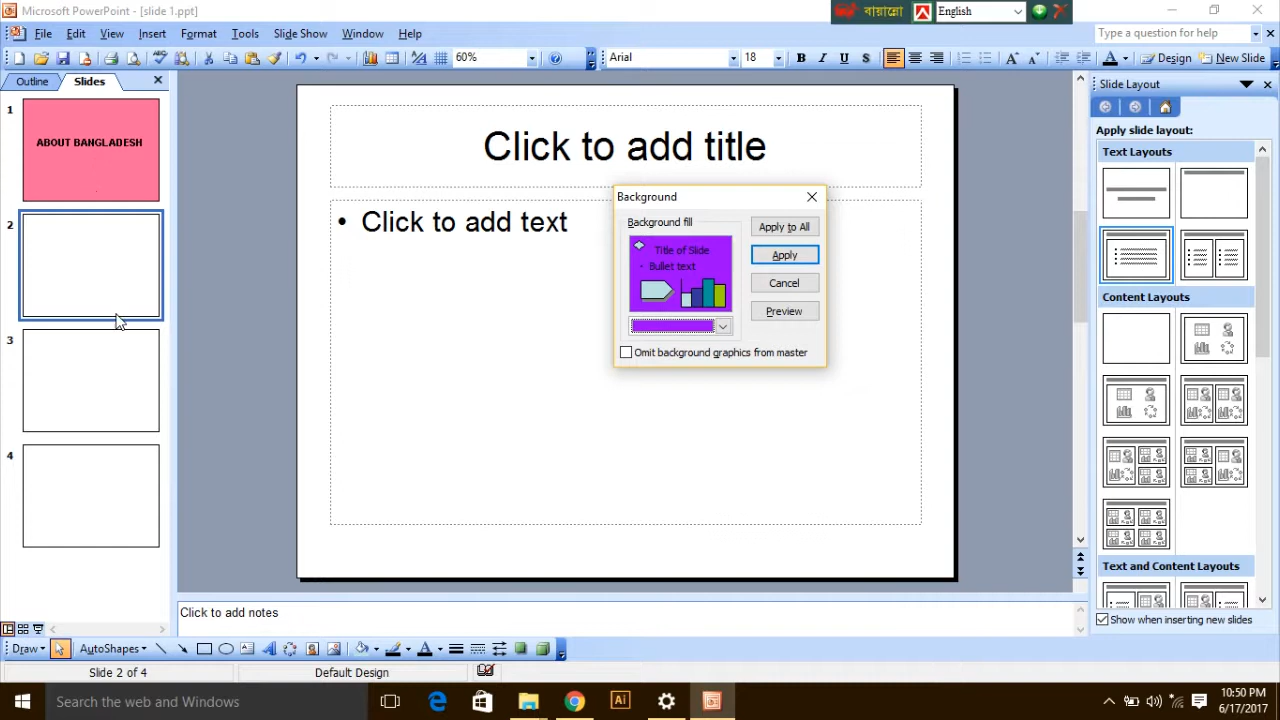 Microsoft PowerPoint - [slide 1.ppt]
বায়ান্নো
English
File Edit View Insert Format Tools Slide Show Window Help
Type a question for help
60%
Arial
18
Design
New Slide
Outline
Slides
Slide Layout
1
ABOUT BANGLADESH
2
3
4
Click to add title
• Click to add text
Background
Background fill
Title of Slide
• Bullet text
Apply to All
Apply
Cancel
Preview
Omit background graphics from master
Apply slide layout:
Text Layouts
Content Layouts
Text and Content Layouts
Show when inserting new slides
Click to add notes
Draw
AutoShapes
Slide 2 of 4
Default Design
Search the web and Windows
Ai
10:50 PM
6/17/2017